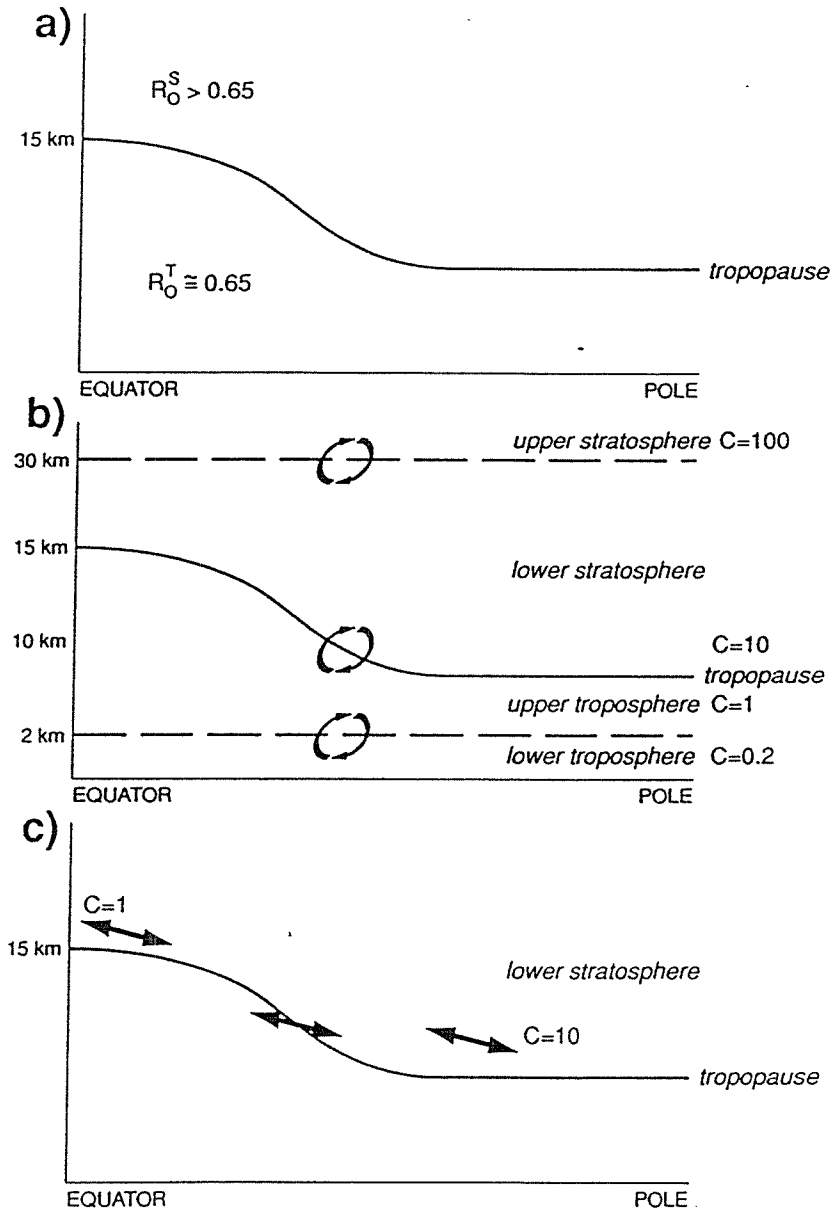 a)
R_O^S > 0.65
15 km
R_O^T ≅ 0.65
tropopause
EQUATOR POLE
b)
upper stratosphere C=100
30 km
15 km
lower stratosphere
10 km
C=10
tropopause
upper troposphere C=1
2 km
lower troposphere C=0.2
EQUATOR POLE
c)
C=1
15 km
lower stratosphere
C=10
tropopause
EQUATOR POLE